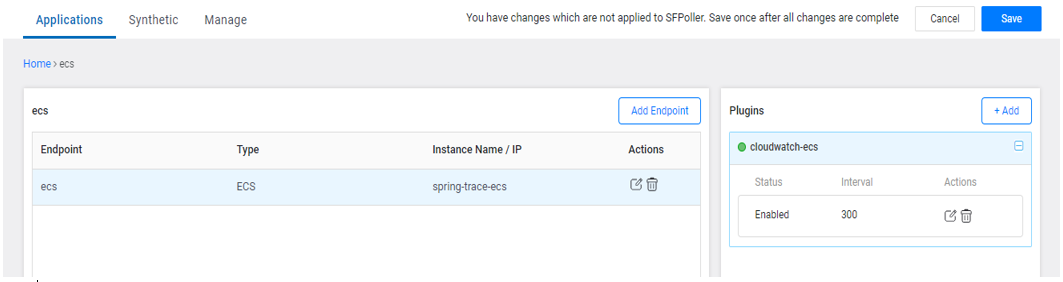 Applications Synthetic Manage You have changes which are not applied to SFPoller. Save once after all changes are complete Cancel Save
Home › ecs
ecs Add Endpoint
Endpoint Type Instance Name / IP Actions
ecs ECS spring-trace-ecs
Plugins + Add
cloudwatch-ecs
Status Interval Actions
Enabled 300